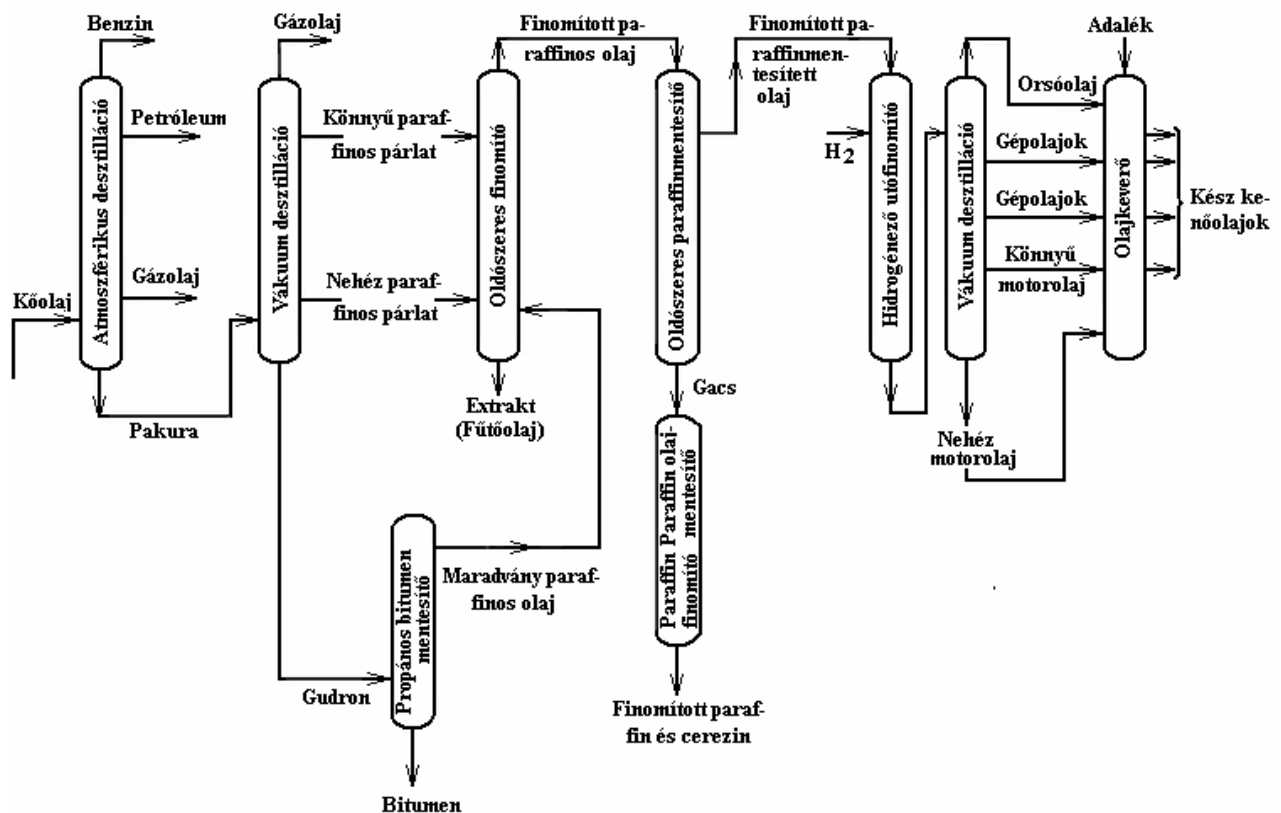 Benzin
Gázolaj
Finomított pa-
raffinos olaj
Finomított pa-
raffinmen-
tesített
olaj
Adalék
Atmoszférikus desztilláció
Petróleum
Gázolaj
Kőolaj
Pakura
Vákuum desztilláció
Könnyű paraf-
finos párlat
Nehéz paraf-
finos párlat
Gudron
Oldószeres finomító
Extrakt
(Fűtőolaj)
Propános bitumen
mentesítő
Maradvány paraf-
finos olaj
Bitumen
Oldószeres paraffinmentesítő
Gacs
Paraffin Paraffin olaj-
finomító mentesítő
Finomított paraf-
fin és cerezin
H2
Hidrogénező utófinomító
Vákuum desztilláció
Orsóolaj
Gépolajok
Gépolajok
Könnyű
motorolaj
Nehéz
motorolaj
Olajkeverő
Kész ke-
nőolajok